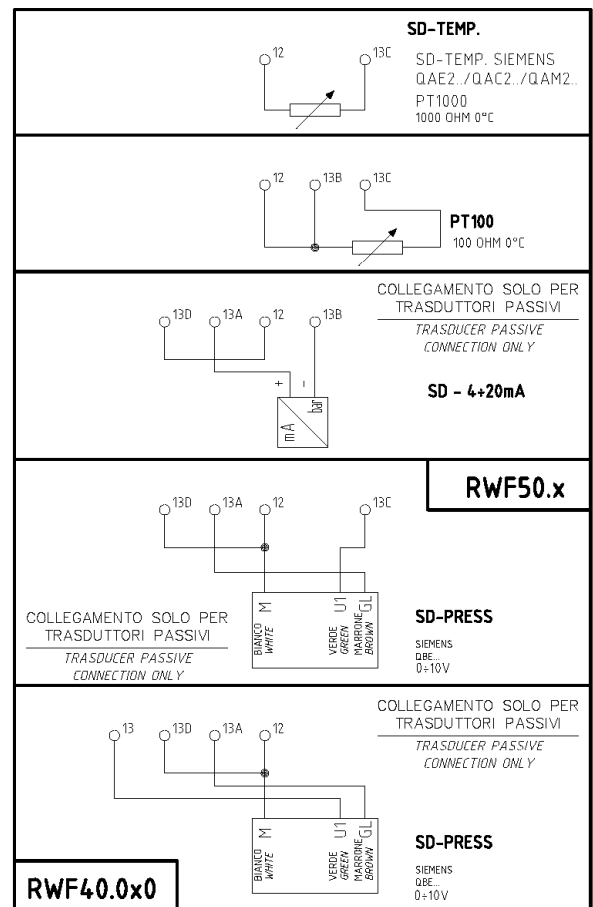 SD-TEMP.
12 13C
SD-TEMP. SIEMENS
QAE2../QAC2../QAM2..
PT1000
1000 OHM 0°C
12 13B 13C
PT100
100 OHM 0°C
COLLEGAMENTO SOLO PER
TRASDUTTORI PASSIVI
TRASDUCER PASSIVE
CONNECTION ONLY
13D 13A 12 13B
+ -
mA bar
SD - 4÷20mA
RWF50.x
13D 13A 12 13C
M U1 GL
BIANCO
WHITE
VERDE
GREEN
MARRONE
BROWN
COLLEGAMENTO SOLO PER
TRASDUTTORI PASSIVI
TRASDUCER PASSIVE
CONNECTION ONLY
SD-PRESS
SIEMENS
QBE...
0÷10V
COLLEGAMENTO SOLO PER
TRASDUTTORI PASSIVI
TRASDUCER PASSIVE
CONNECTION ONLY
13 13D 13A 12
M U1 GL
BIANCO
WHITE
VERDE
GREEN
MARRONE
BROWN
SD-PRESS
SIEMENS
QBE...
0÷10V
RWF40.0x0